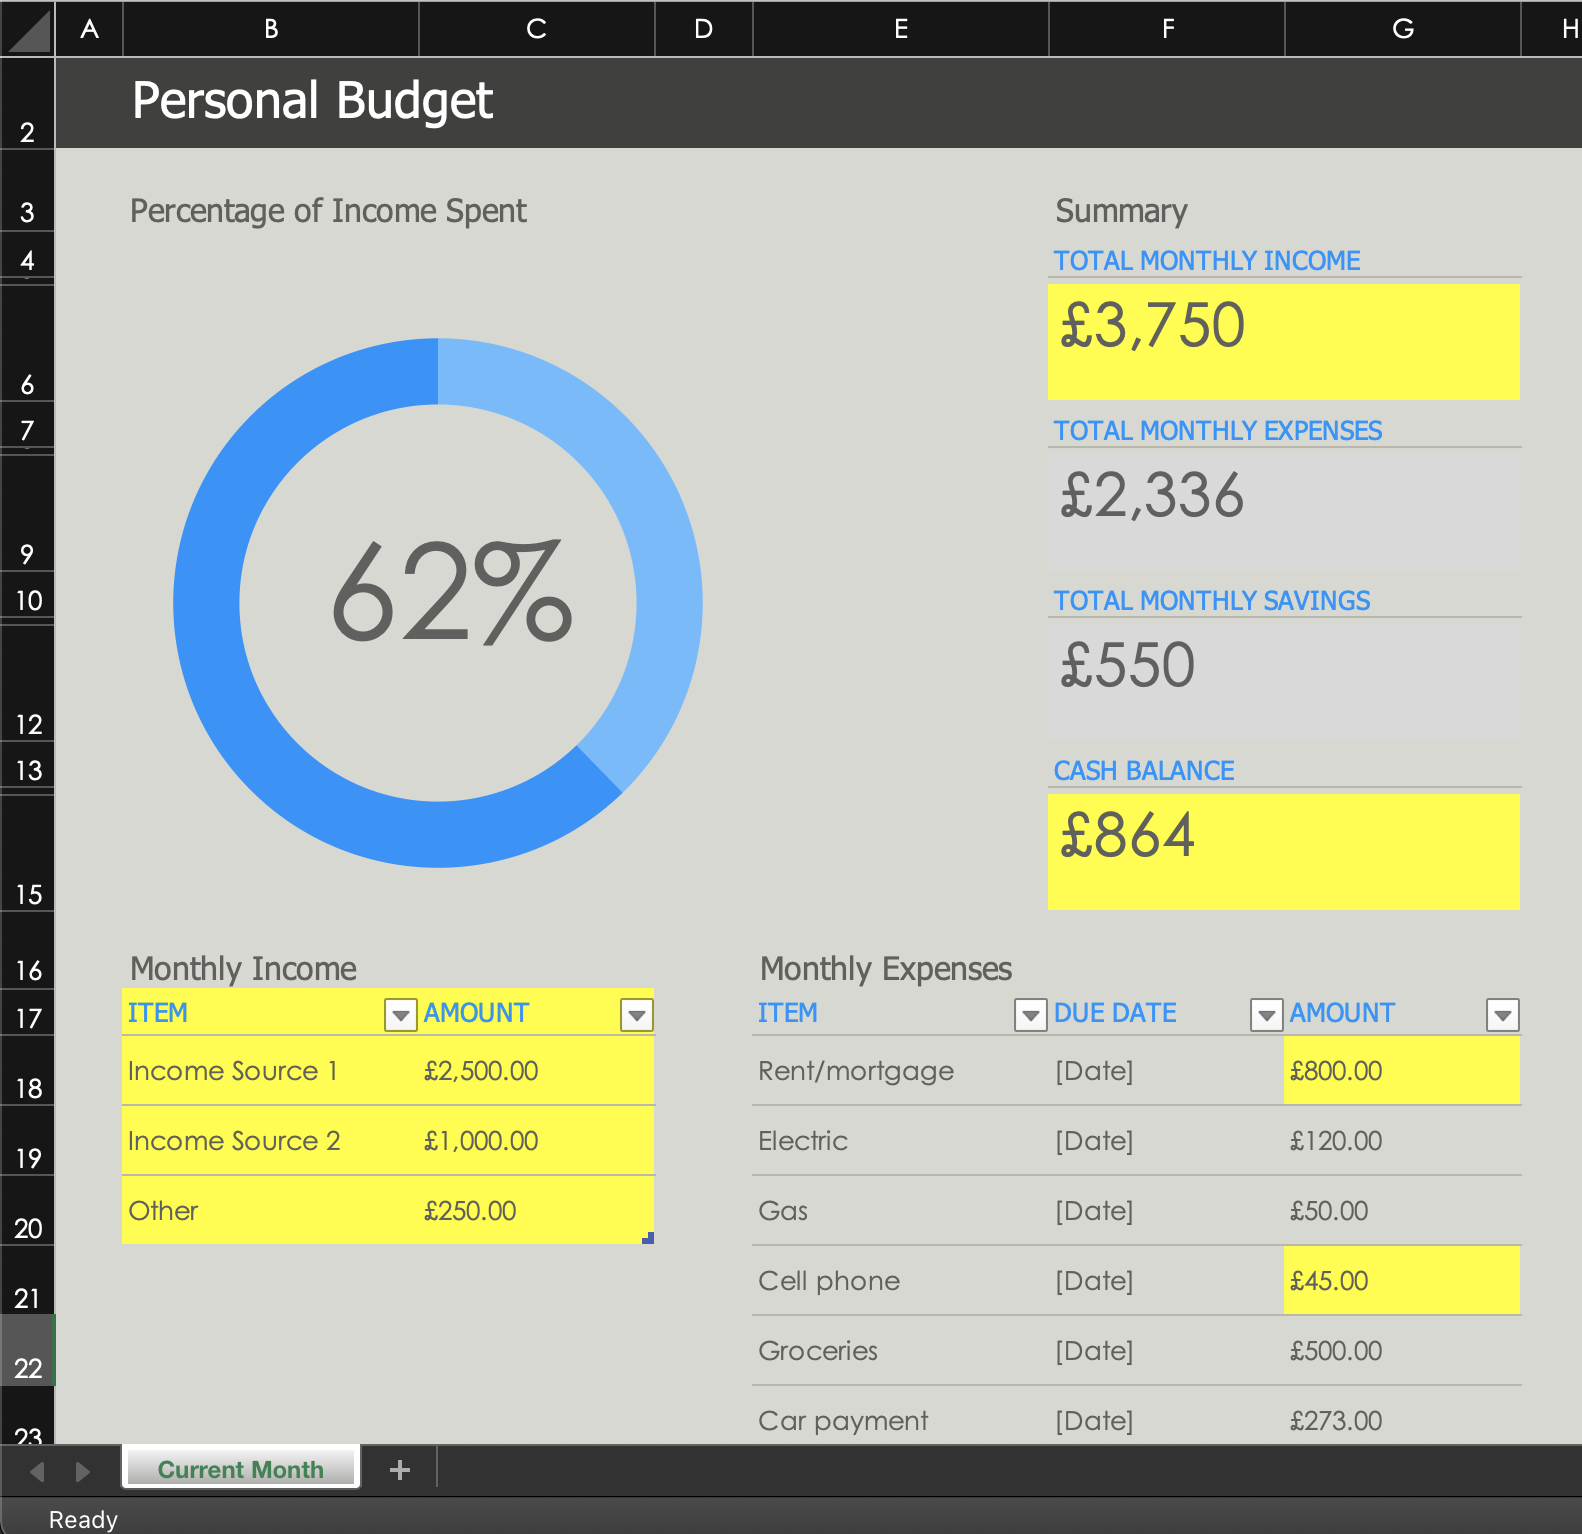 A B C D E F G H
2 Personal Budget
3 Percentage of Income Spent Summary
4 TOTAL MONTHLY INCOME
6 £3,750
7 TOTAL MONTHLY EXPENSES
9 £2,336
62%
10 TOTAL MONTHLY SAVINGS
12 £550
13 CASH BALANCE
15 £864
16 Monthly Income Monthly Expenses
17 ITEM AMOUNT ITEM DUE DATE AMOUNT
18 Income Source 1 £2,500.00 Rent/mortgage [Date] £800.00
19 Income Source 2 £1,000.00 Electric [Date] £120.00
20 Other £250.00 Gas [Date] £50.00
21 Cell phone [Date] £45.00
22 Groceries [Date] £500.00
23 Car payment [Date] £273.00
Current Month +
Ready